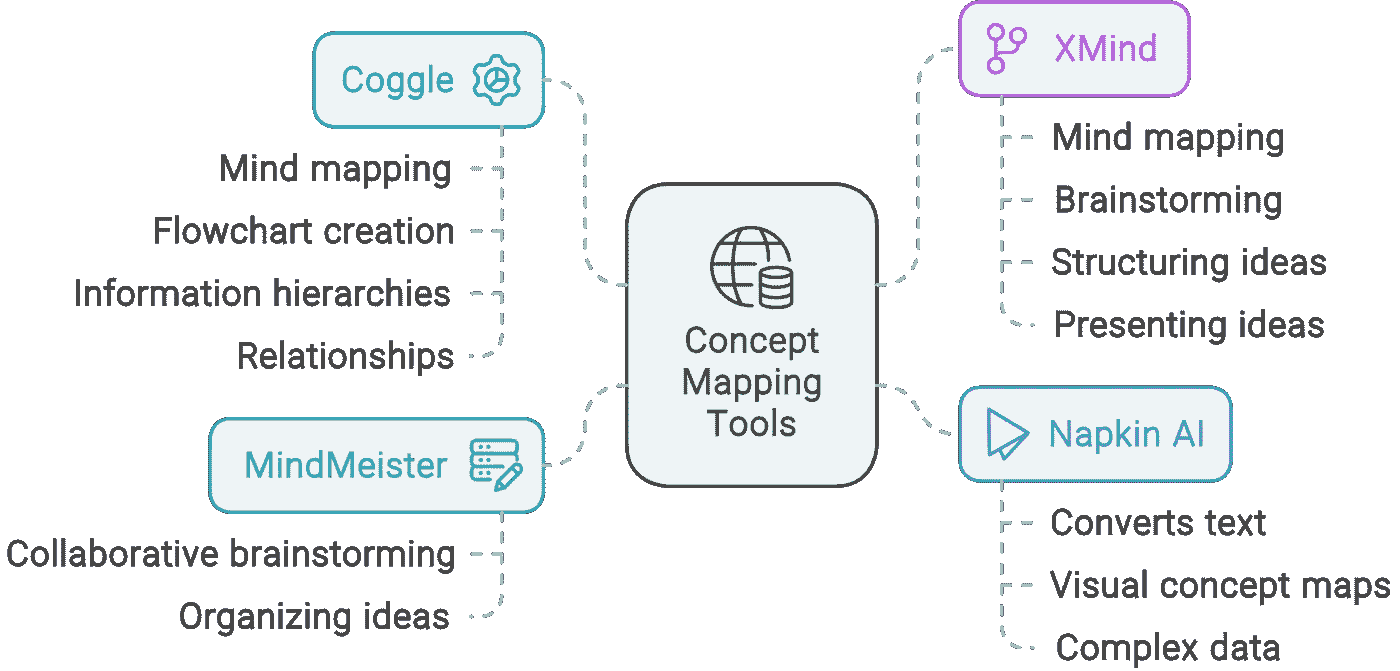 Coggle
Mind mapping
Flowchart creation
Information hierarchies
Relationships
MindMeister
Collaborative brainstorming
Organizing ideas
Concept
Mapping
Tools
XMind
Mind mapping
Brainstorming
Structuring ideas
Presenting ideas
Napkin AI
Converts text
Visual concept maps
Complex data